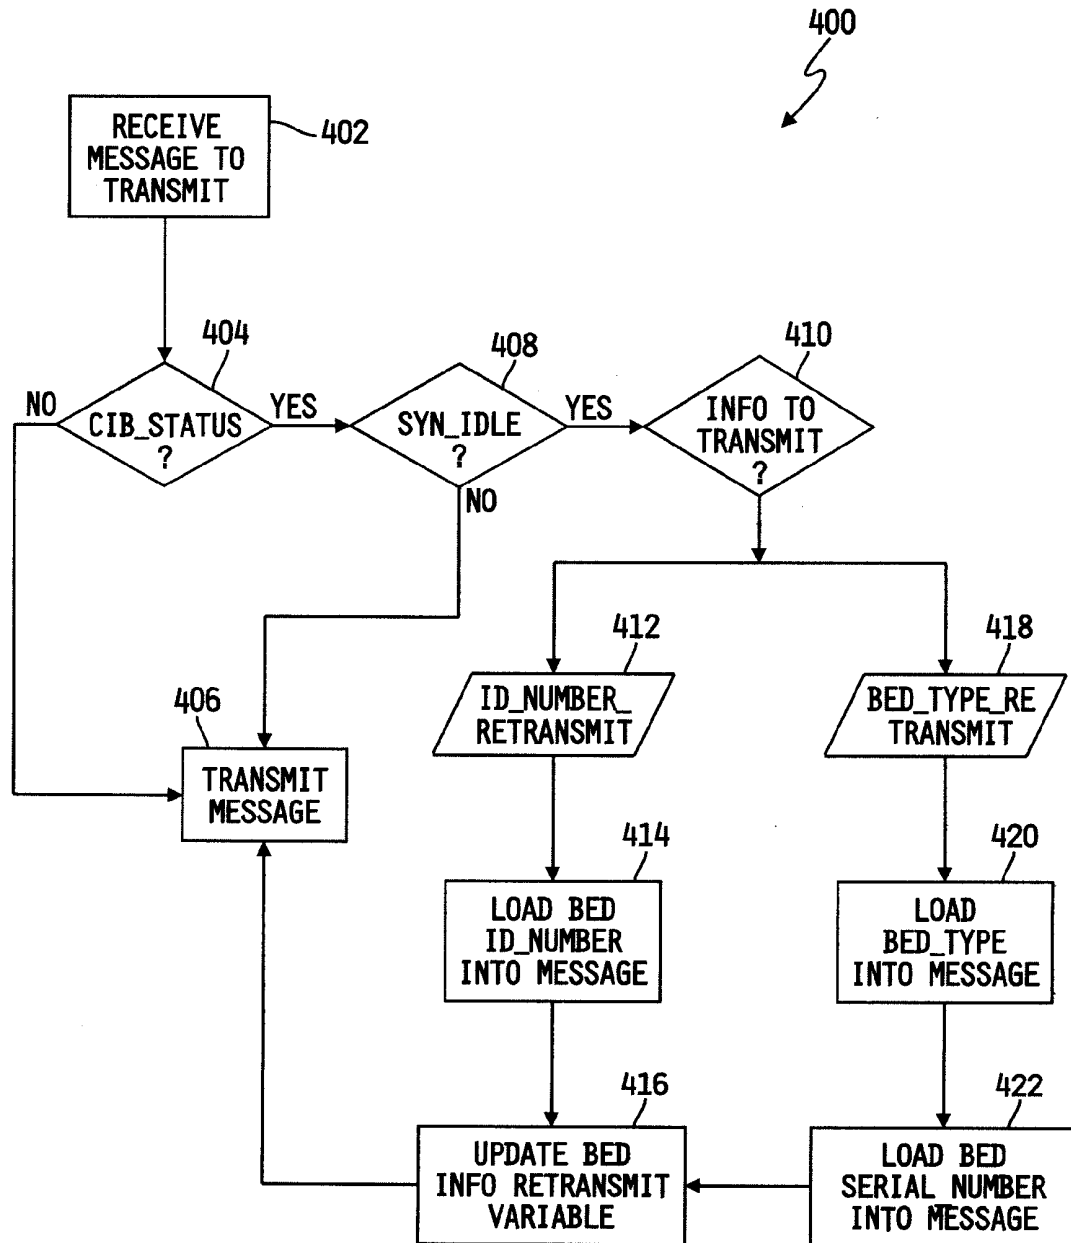 400
RECEIVE
MESSAGE TO
TRANSMIT
402
404
408
410
NO
CIB_STATUS
?
YES
SYN_IDLE
?
YES
INFO TO
TRANSMIT
?
NO
412
418
ID_NUMBER_
RETRANSMIT
BED_TYPE_RE
TRANSMIT
406
TRANSMIT
MESSAGE
414
420
LOAD BED
ID_NUMBER
INTO MESSAGE
LOAD
BED_TYPE
INTO MESSAGE
416
422
UPDATE BED
INFO RETRANSMIT
VARIABLE
LOAD BED
SERIAL NUMBER
INTO MESSAGE